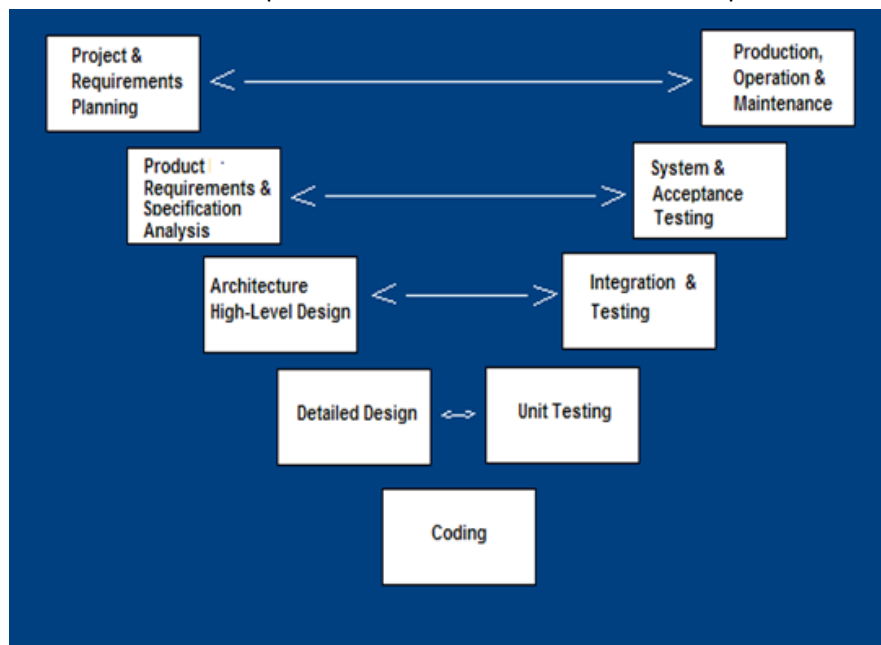 Project &
Requirements
Planning
Production,
Operation &
Maintenance
Product
Requirements &
Specification
Analysis
System &
Acceptance
Testing
Architecture
High-Level Design
Integration &
Testing
Detailed Design
Unit Testing
Coding